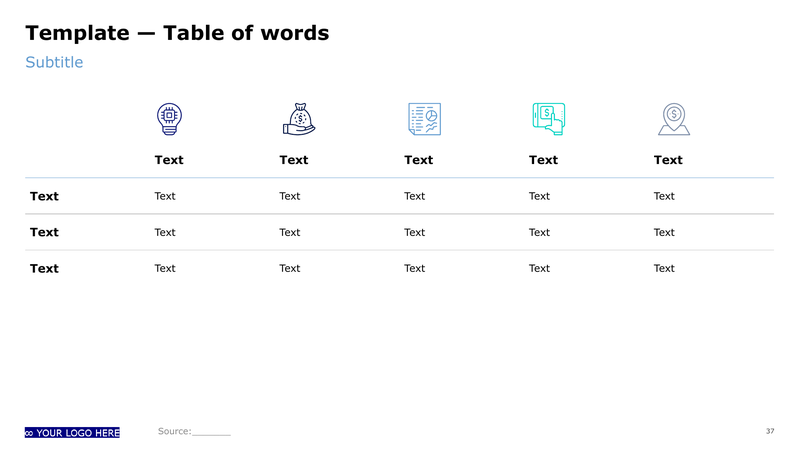 Template — Table of words
Subtitle
Text Text Text Text Text
Text Text Text Text Text Text
Text Text Text Text Text Text
Text Text Text Text Text Text
∞ YOUR LOGO HERE Source:_______ 37